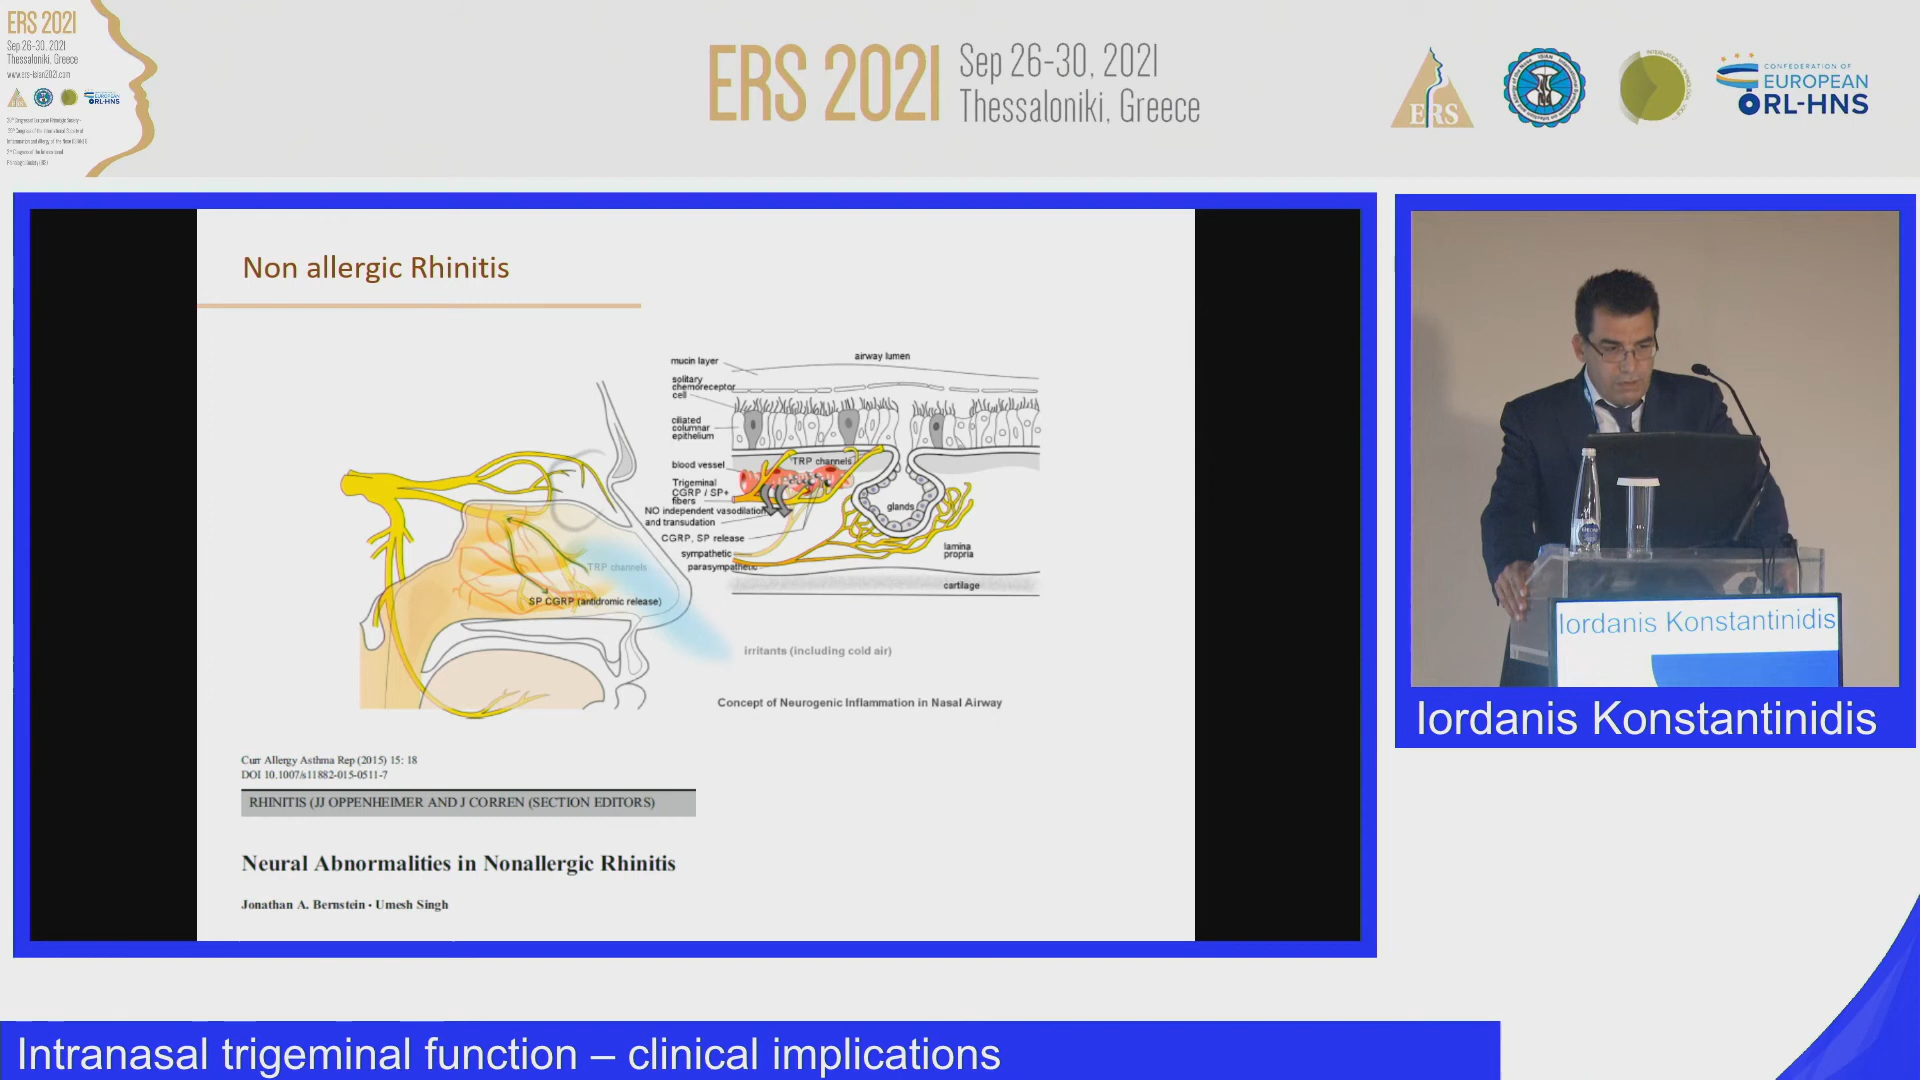 ERS 2021
Sep 26-30, 2021
Thessaloniki, Greece
www.ers-isian2021.com
ERS 2021
Sep 26-30, 2021
Thessaloniki, Greece
ERS
CONFEDERATION OF
EUROPEAN
ORL-HNS
Non allergic Rhinitis
mucin layer
airway lumen
solitary
chemoreceptor
cell
ciliated
columnar
epithelium
blood vessel
TRP channels
Trigeminal
CGRP / SP+
fibers
glands
NO independent vasodilation
and transudation
CGRP, SP release
sympathetic
parasympathetic
lamina
propria
cartilage
TRP channels
SP CGRP (antidromic release)
irritants (including cold air)
Concept of Neurogenic Inflammation in Nasal Airway
Curr Allergy Asthma Rep (2015) 15: 18
DOI 10.1007/s11882-015-0511-7
RHINITIS (JJ OPPENHEIMER AND J CORREN (SECTION EDITORS)
Neural Abnormalities in Nonallergic Rhinitis
Jonathan A. Bernstein · Umesh Singh
Iordanis Konstantinidis
Iordanis Konstantinidis
Intranasal trigeminal function – clinical implications